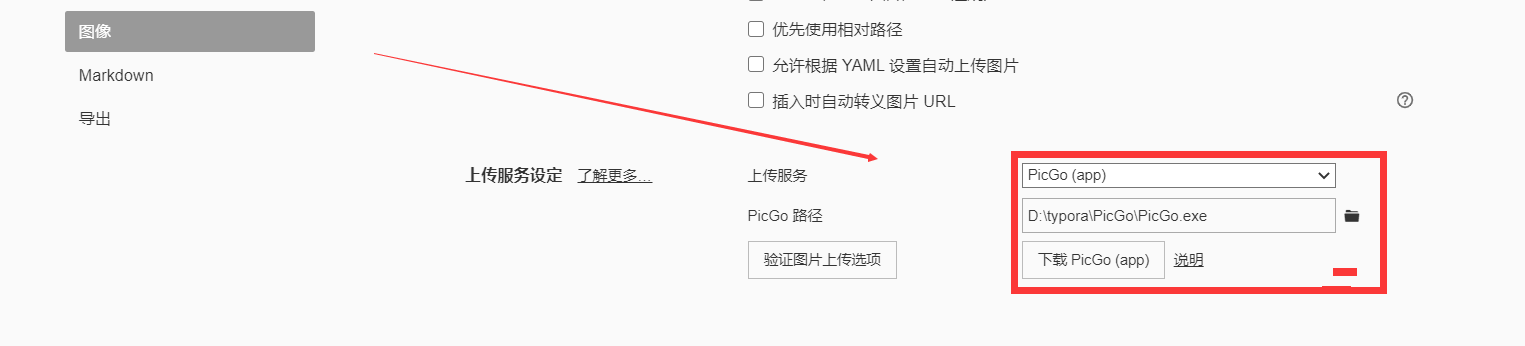 图像
Markdown
导出
优先使用相对路径
允许根据 YAML 设置自动上传图片
插入时自动转义图片 URL
上传服务设定 了解更多... 上传服务 PicGo (app)
PicGo 路径 D:\typora\PicGo\PicGo.exe
验证图片上传选项 下载 PicGo (app) 说明